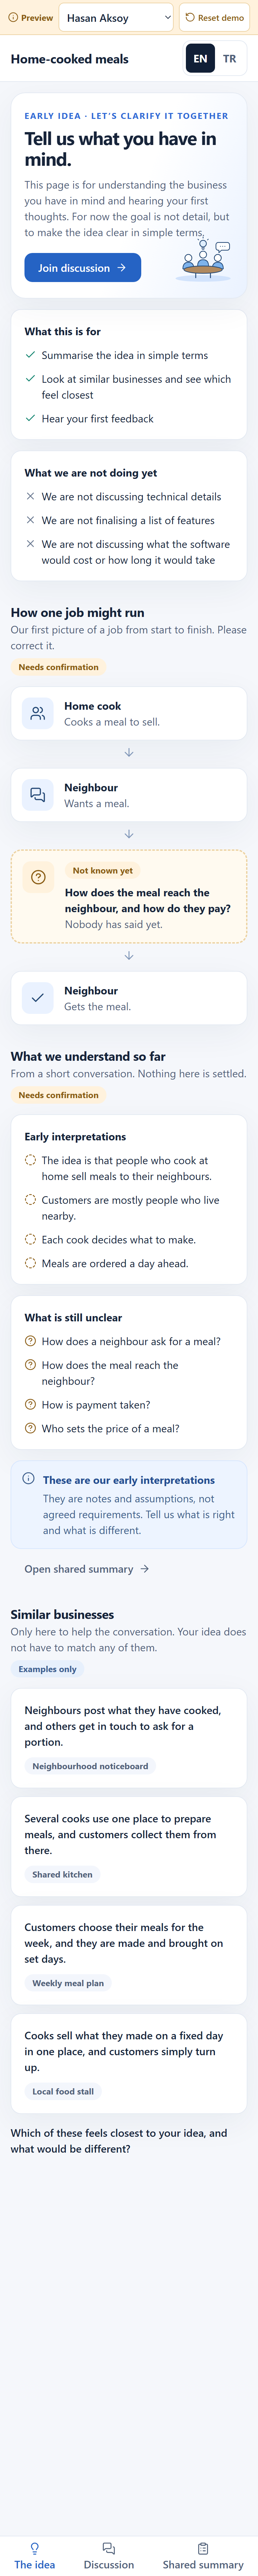 Preview
Hasan Aksoy
Reset demo
Home-cooked meals
EN
TR
EARLY IDEA · LET'S CLARIFY IT TOGETHER
Tell us what you have in
mind.
This page is for understanding the business
you have in mind and hearing your first
thoughts. For now the goal is not detail, but
to make the idea clear in simple terms.
Join discussion
What this is for
Summarise the idea in simple terms
Look at similar businesses and see which
feel closest
Hear your first feedback
What we are not doing yet
We are not discussing technical details
We are not finalising a list of features
We are not discussing what the software
would cost or how long it would take
How one job might run
Our first picture of a job from start to finish. Please
correct it.
Needs confirmation
Home cook
Cooks a meal to sell.
Neighbour
Wants a meal.
Not known yet
How does the meal reach the
neighbour, and how do they pay?
Nobody has said yet.
Neighbour
Gets the meal.
What we understand so far
From a short conversation. Nothing here is settled.
Needs confirmation
Early interpretations
The idea is that people who cook at
home sell meals to their neighbours.
Customers are mostly people who live
nearby.
Each cook decides what to make.
Meals are ordered a day ahead.
What is still unclear
How does a neighbour ask for a meal?
How does the meal reach the
neighbour?
How is payment taken?
Who sets the price of a meal?
These are our early interpretations
They are notes and assumptions, not
agreed requirements. Tell us what is right
and what is different.
Open shared summary
Similar businesses
Only here to help the conversation. Your idea does
not have to match any of them.
Examples only
Neighbours post what they have cooked,
and others get in touch to ask for a
portion.
Neighbourhood noticeboard
Several cooks use one place to prepare
meals, and customers collect them from
there.
Shared kitchen
Customers choose their meals for the
week, and they are made and brought on
set days.
Weekly meal plan
Cooks sell what they made on a fixed day
in one place, and customers simply turn
up.
Local food stall
Which of these feels closest to your idea, and
what would be different?
The idea
Discussion
Shared summary